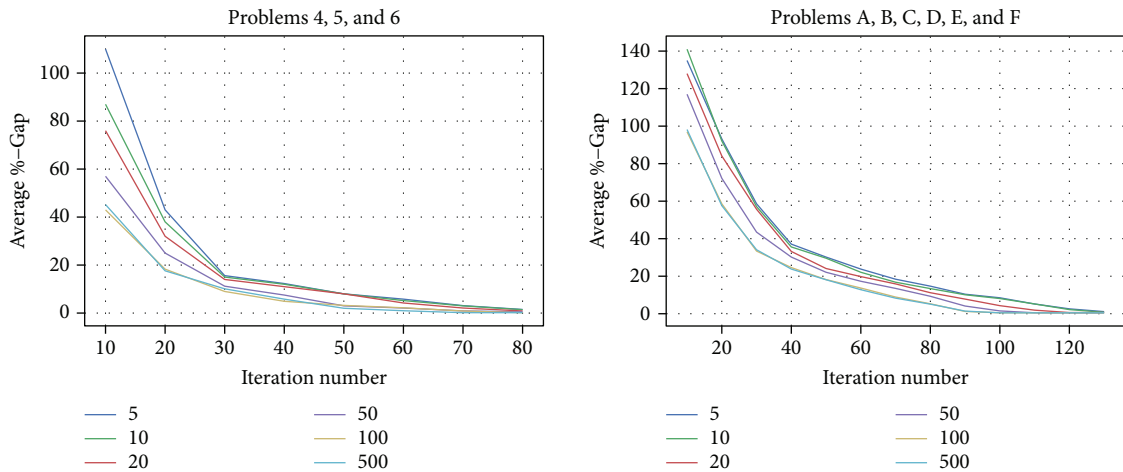 Problems 4, 5, and 6
Average %-Gap
100
80
60
40
20
0
10 20 30 40 50 60 70 80
Iteration number
5 50
10 100
20 500
Problems A, B, C, D, E, and F
Average %-Gap
140
120
100
80
60
40
20
0
20 40 60 80 100 120
Iteration number
5 50
10 100
20 500